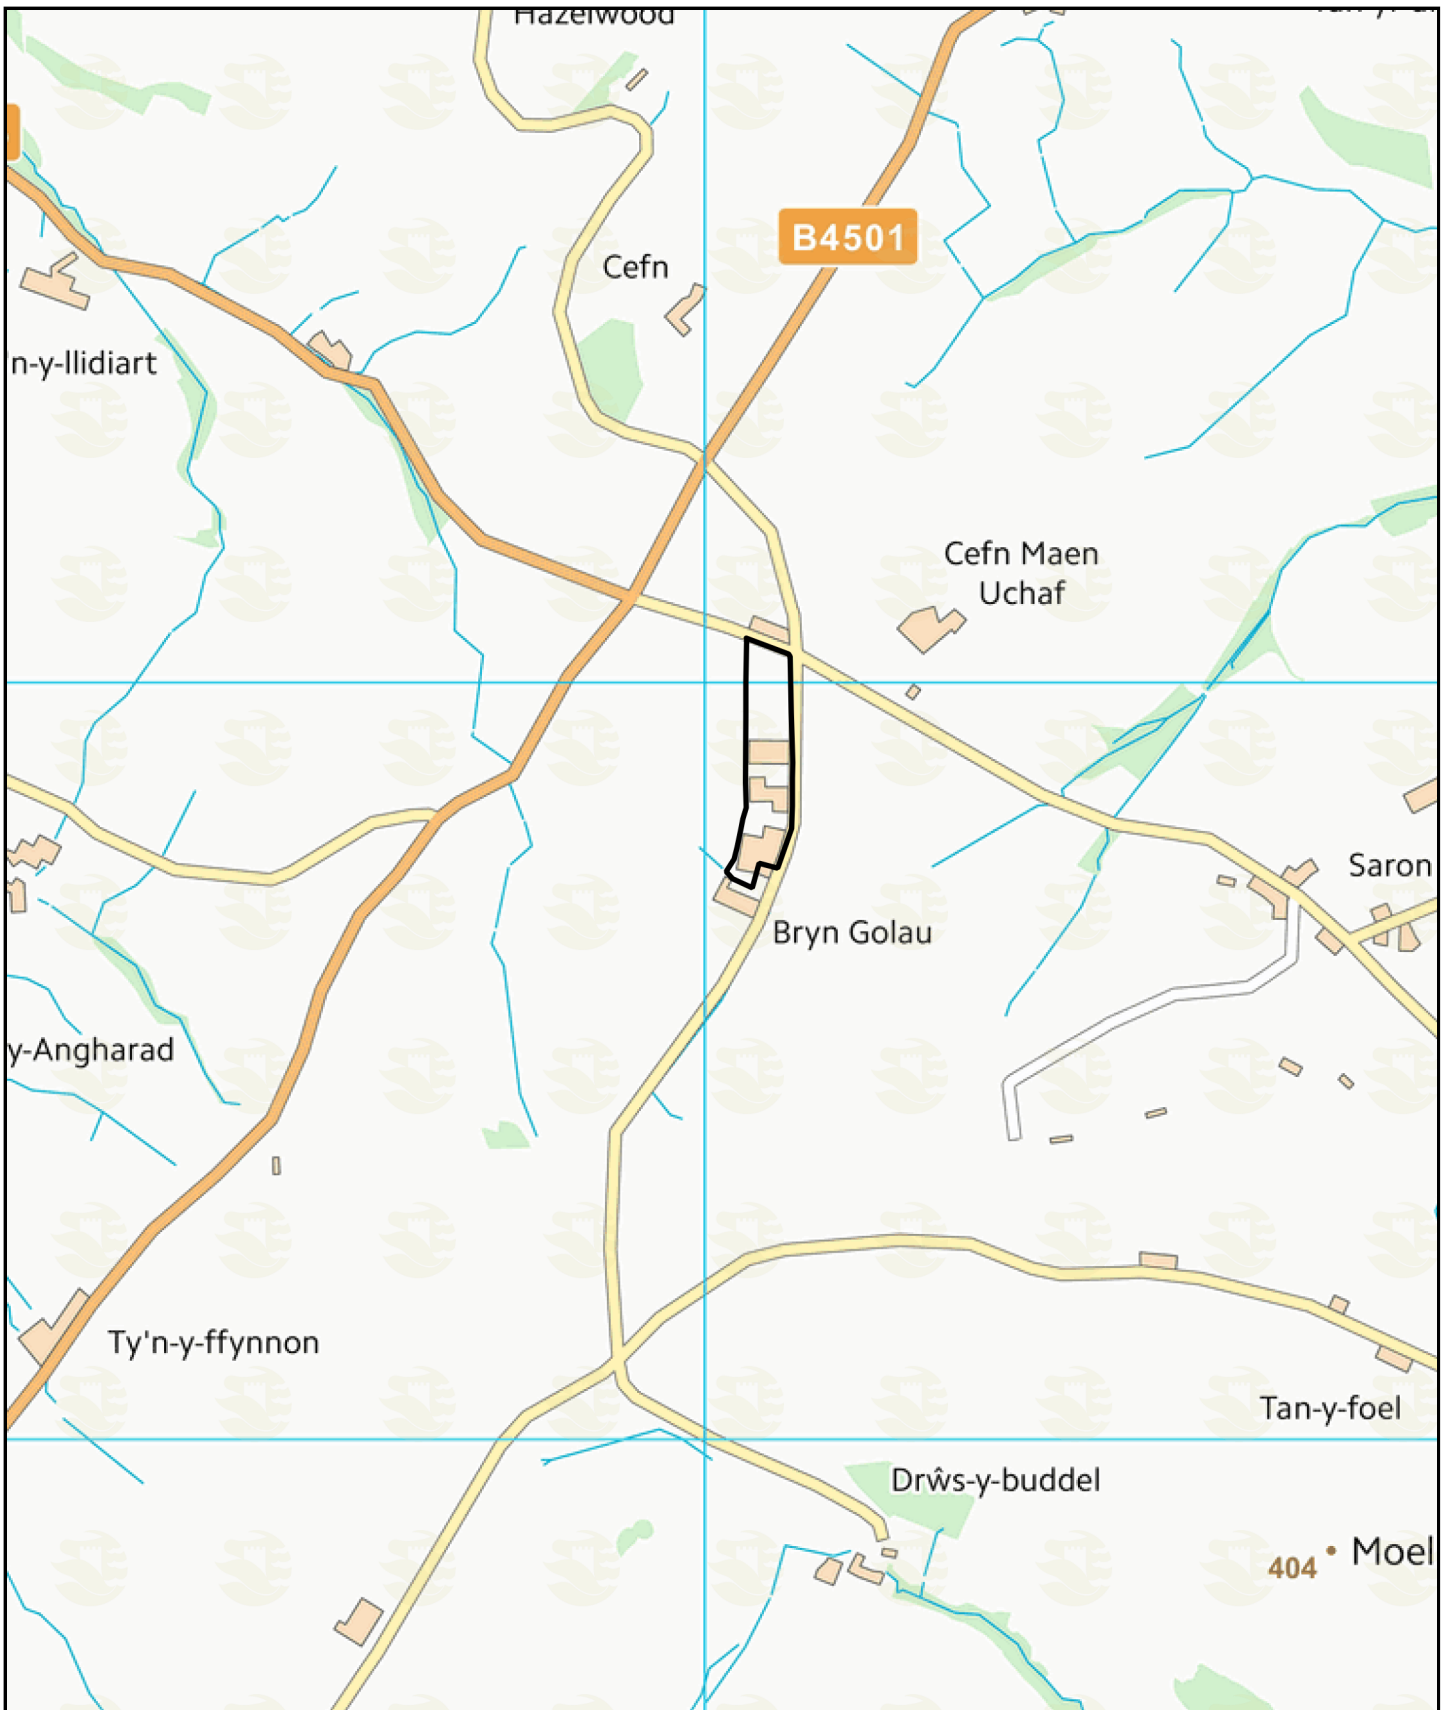 Hazelwood
B4501
Cefn
'n-y-llidiart
Cefn Maen
Uchaf
Saron
Bryn Golau
y-Angharad
Ty'n-y-ffynnon
Tan-y-foel
Drŵs-y-buddel
404 • Moel